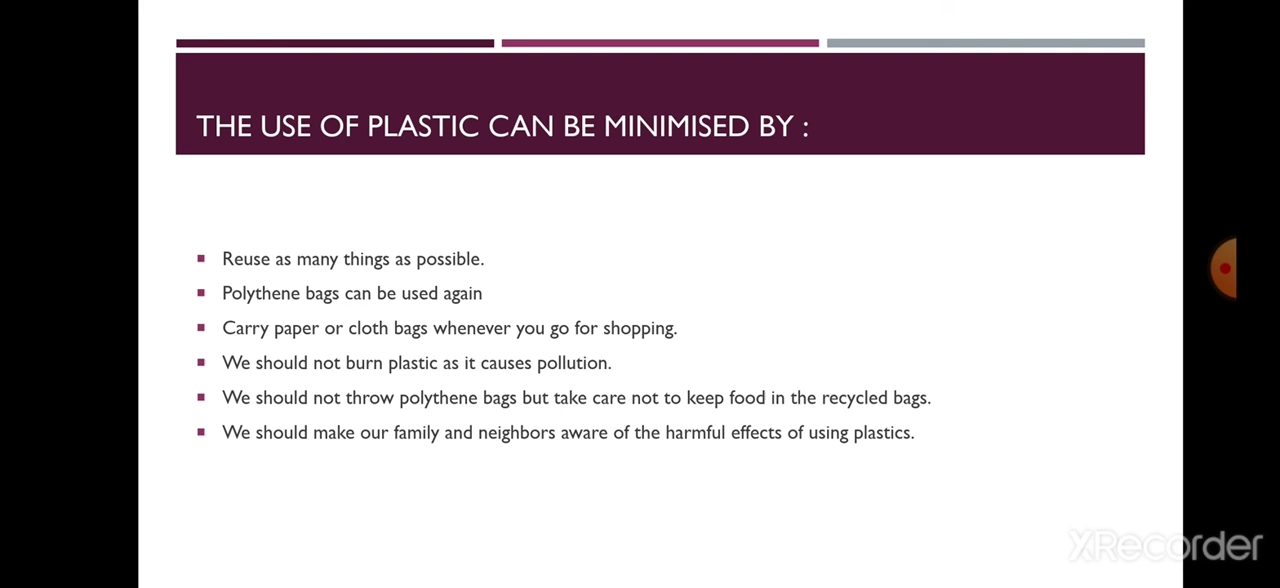 THE USE OF PLASTIC CAN BE MINIMISED BY :
Reuse as many things as possible.
Polythene bags can be used again
Carry paper or cloth bags whenever you go for shopping.
We should not burn plastic as it causes pollution.
We should not throw polythene bags but take care not to keep food in the recycled bags.
We should make our family and neighbors aware of the harmful effects of using plastics.
XRecorder